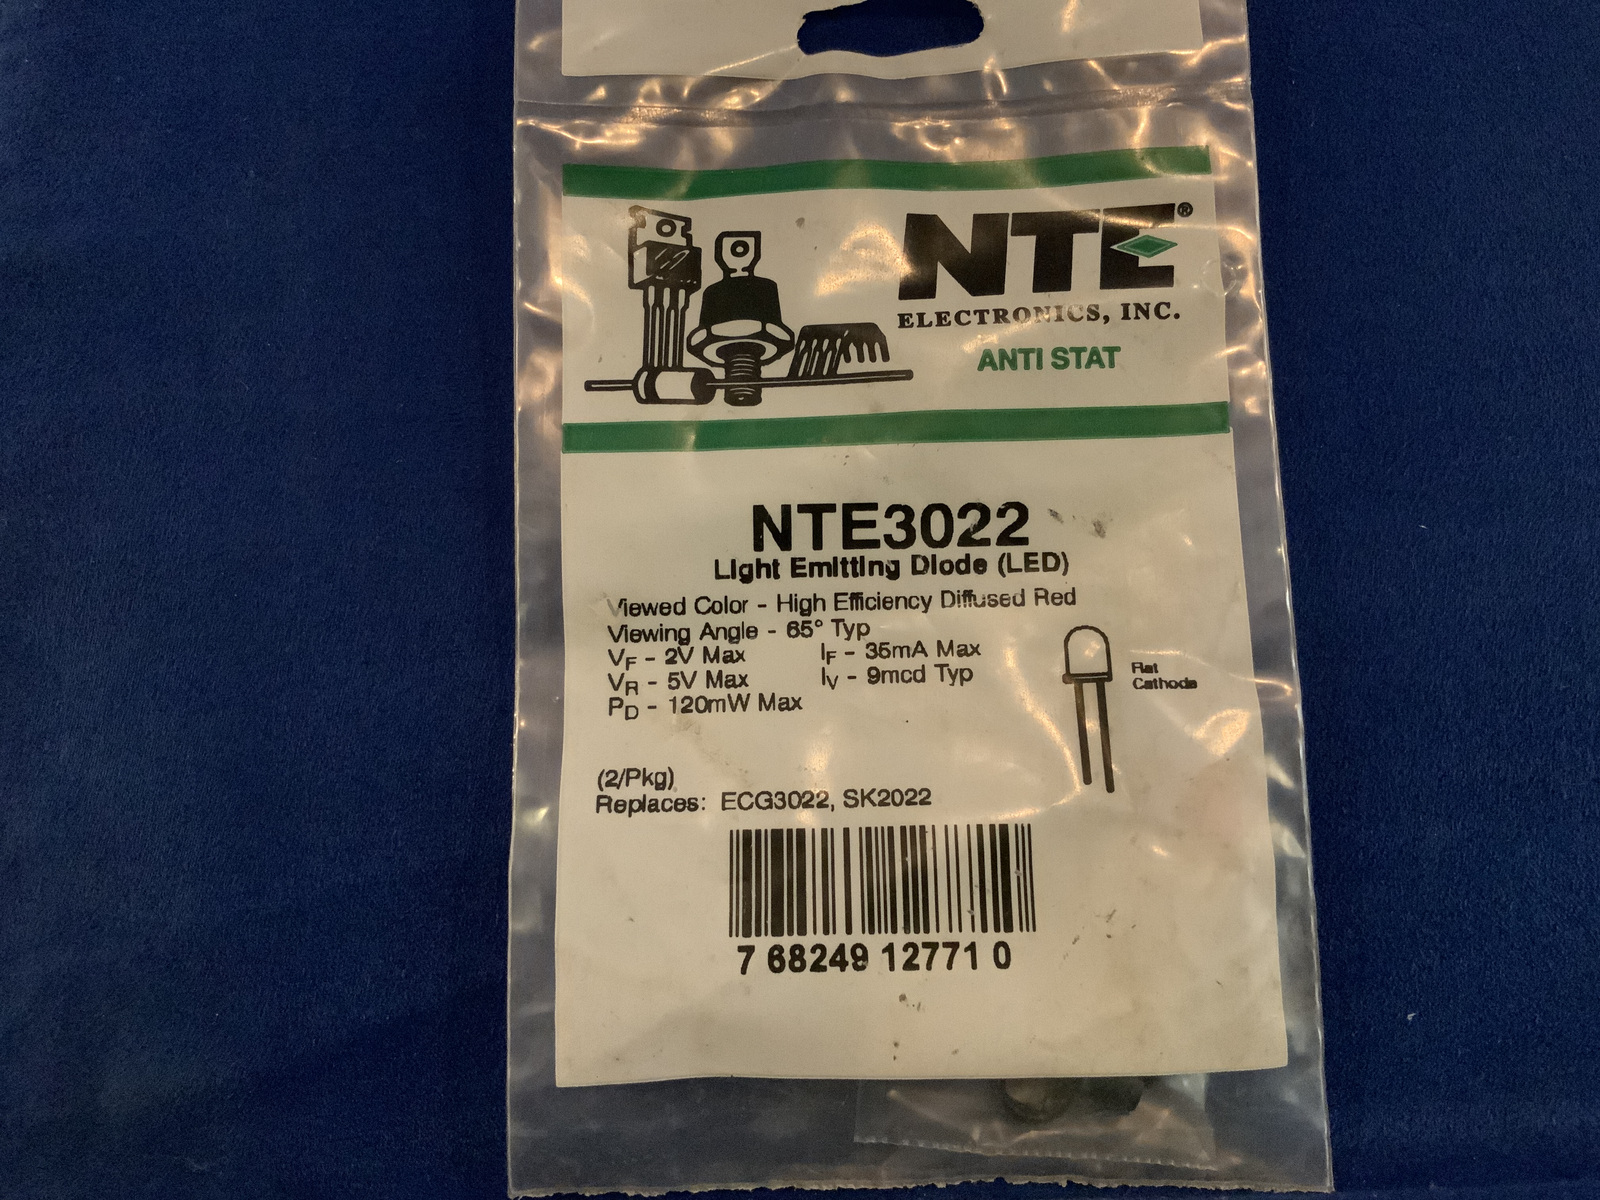 NTE®
ELECTRONICS, INC.
ANTI STAT
NTE3022
Light Emitting Diode (LED)
Viewed Color - High Efficiency Diffused Red
Viewing Angle - 65° Typ
VF - 2V Max IF - 35mA Max
VR - 5V Max IV - 9mcd Typ
PD - 120mW Max
Flat
Cathode
(2/Pkg)
Replaces: ECG3022, SK2022
7 68249 12771 0